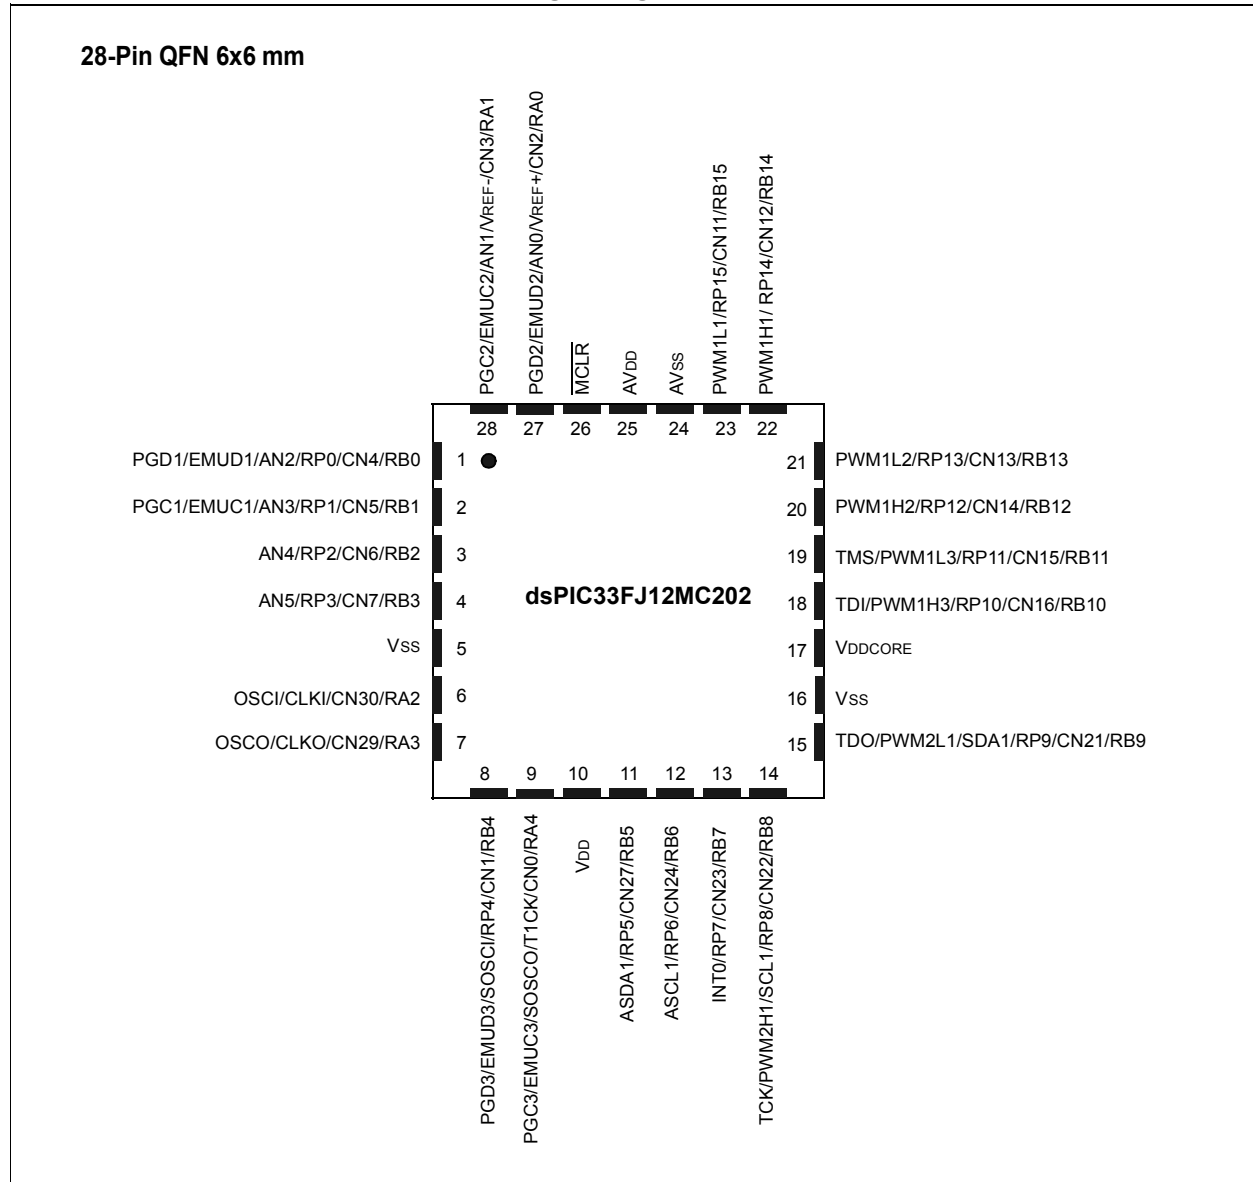 28-Pin QFN 6x6 mm
PGC2/EMUC2/AN1/VREF-/CN3/RA1
PGD2/EMUD2/AN0/VREF+/CN2/RA0
MCLR
AVDD
AVSS
PWM1L1/RP15/CN11/RB15
PWM1H1/ RP14/CN12/RB14
28 27 26 25 24 23 22
PGD1/EMUD1/AN2/RP0/CN4/RB0 1 21 PWM1L2/RP13/CN13/RB13
PGC1/EMUC1/AN3/RP1/CN5/RB1 2 20 PWM1H2/RP12/CN14/RB12
AN4/RP2/CN6/RB2 3 19 TMS/PWM1L3/RP11/CN15/RB11
AN5/RP3/CN7/RB3 4 dsPIC33FJ12MC202 18 TDI/PWM1H3/RP10/CN16/RB10
VSS 5 17 VDDCORE
OSCI/CLKI/CN30/RA2 6 16 VSS
OSCO/CLKO/CN29/RA3 7 15 TDO/PWM2L1/SDA1/RP9/CN21/RB9
8 9 10 11 12 13 14
PGD3/EMUD3/SOSCI/RP4/CN1/RB4
PGC3/EMUC3/SOSCO/T1CK/CN0/RA4
VDD
ASDA1/RP5/CN27/RB5
ASCL1/RP6/CN24/RB6
INT0/RP7/CN23/RB7
TCK/PWM2H1/SCL1/RP8/CN22/RB8